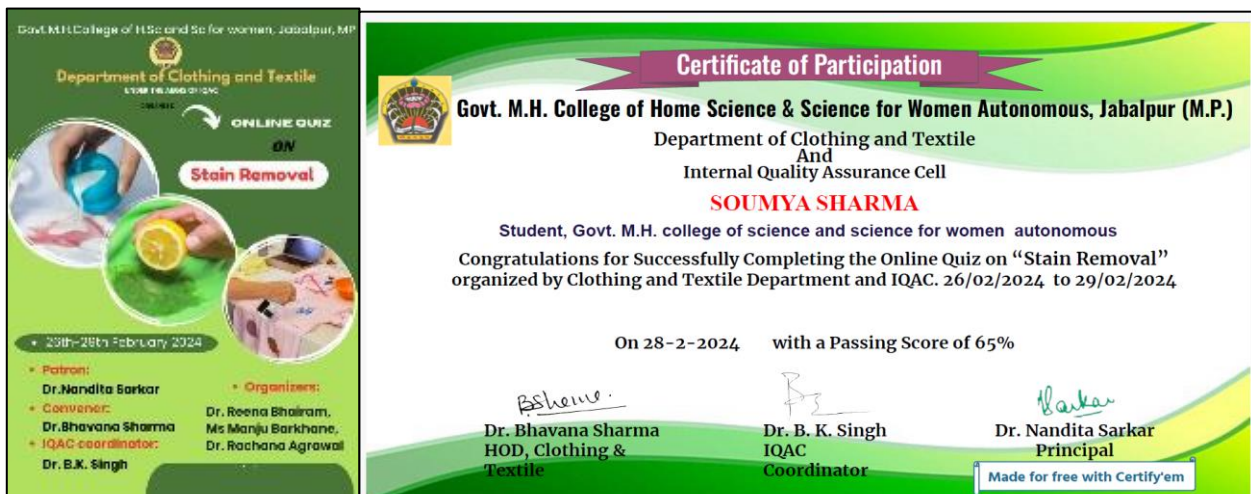 Govt. M.H.College of H.Sc and Sc for women, Jabalpur, MP
Department of Clothing and Textile
UNDER THE AEGIS OF IQAC
ONLINE QUIZ
ON
Stain Removal
• 26th-29th February 2024
• Patron:
Dr.Nandita Sarkar
• Convener:
Dr.Bhavana Sharma
• IQAC coordinator:
Dr. B.K. Singh
• Organizers:
Dr. Reena Bhairam,
Ms Manju Barkhane,
Dr. Rachana Agrawal
Certificate of Participation
Govt. M.H. College of Home Science & Science for Women Autonomous, Jabalpur (M.P.)
Department of Clothing and Textile
And
Internal Quality Assurance Cell
SOUMYA SHARMA
Student, Govt. M.H. college of science and science for women autonomous
Congratulations for Successfully Completing the Online Quiz on “Stain Removal”
organized by Clothing and Textile Department and IQAC. 26/02/2024 to 29/02/2024
On 28-2-2024 with a Passing Score of 65%
Dr. Bhavana Sharma
HOD, Clothing &
Textile
Dr. B. K. Singh
IQAC
Coordinator
Dr. Nandita Sarkar
Principal
Made for free with Certify'em